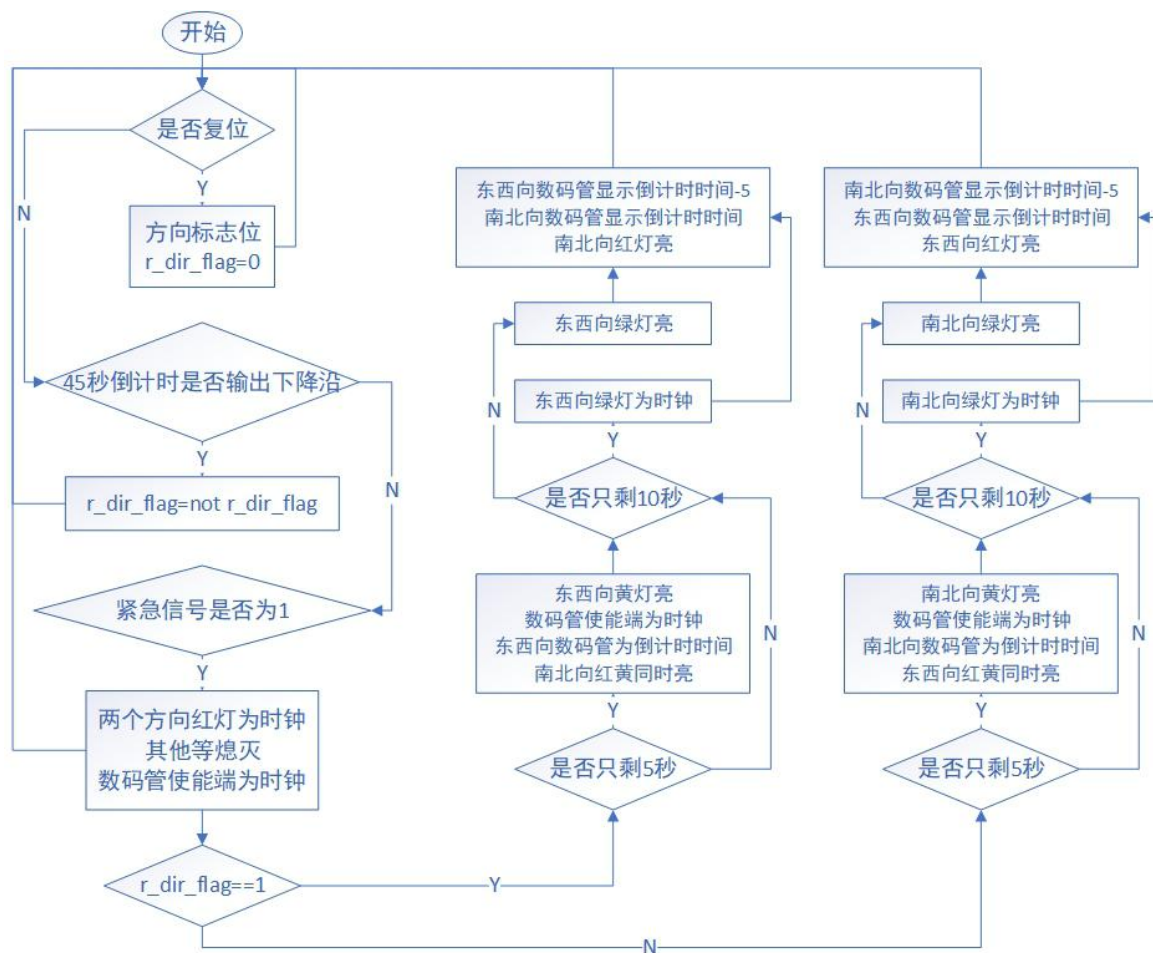 开始
是否复位
Y
N
方向标志位
r_dir_flag=0
45秒倒计时是否输出下降沿
Y
N
r_dir_flag=not r_dir_flag
紧急信号是否为1
Y
两个方向红灯为时钟
其他等熄灭
数码管使能端为时钟
r_dir_flag==1
Y
N
东西向数码管显示倒计时时间-5
南北向数码管显示倒计时时间
南北向红灯亮
东西向绿灯亮
N
东西向绿灯为时钟
Y
是否只剩10秒
东西向黄灯亮
数码管使能端为时钟
东西向数码管为倒计时时间
南北向红黄同时亮
N
Y
是否只剩5秒
南北向数码管显示倒计时时间-5
东西向数码管显示倒计时时间
东西向红灯亮
南北向绿灯亮
N
南北向绿灯为时钟
Y
是否只剩10秒
南北向黄灯亮
数码管使能端为时钟
南北向数码管为倒计时时间
东西向红黄同时亮
N
Y
是否只剩5秒